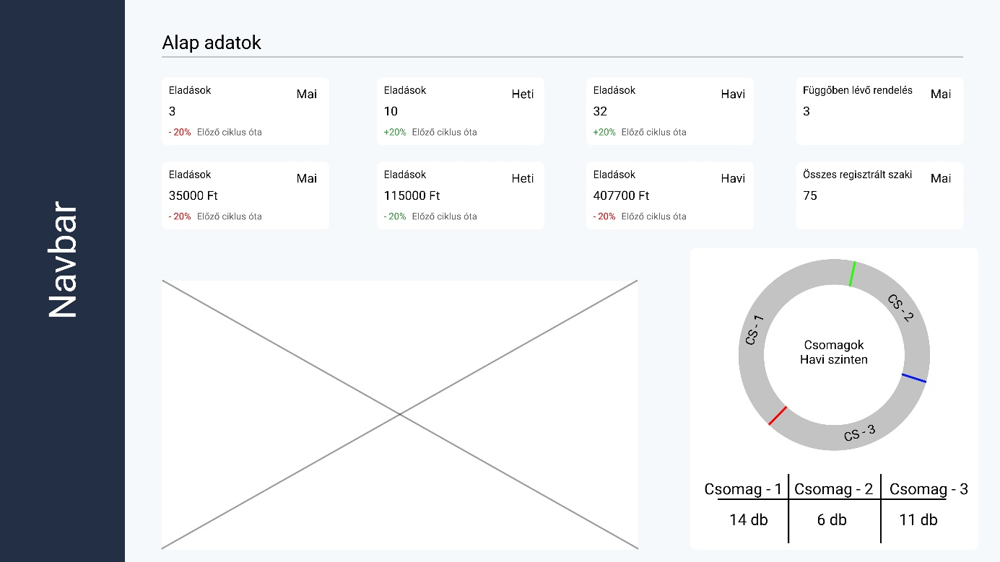 Navbar
Alap adatok
Eladások
Mai
3
- 20% Előző ciklus óta
Eladások
Heti
10
+20% Előző ciklus óta
Eladások
Havi
32
+20% Előző ciklus óta
Függőben lévő rendelés
Mai
3
Eladások
Mai
35000 Ft
- 20% Előző ciklus óta
Eladások
Heti
115000 Ft
- 20% Előző ciklus óta
Eladások
Havi
407700 Ft
- 20% Előző ciklus óta
Összes regisztrált szaki
Mai
75
CS - 1
CS - 2
Csomagok
Havi szinten
CS - 3
Csomag - 1 Csomag - 2 Csomag - 3
14 db 6 db 11 db